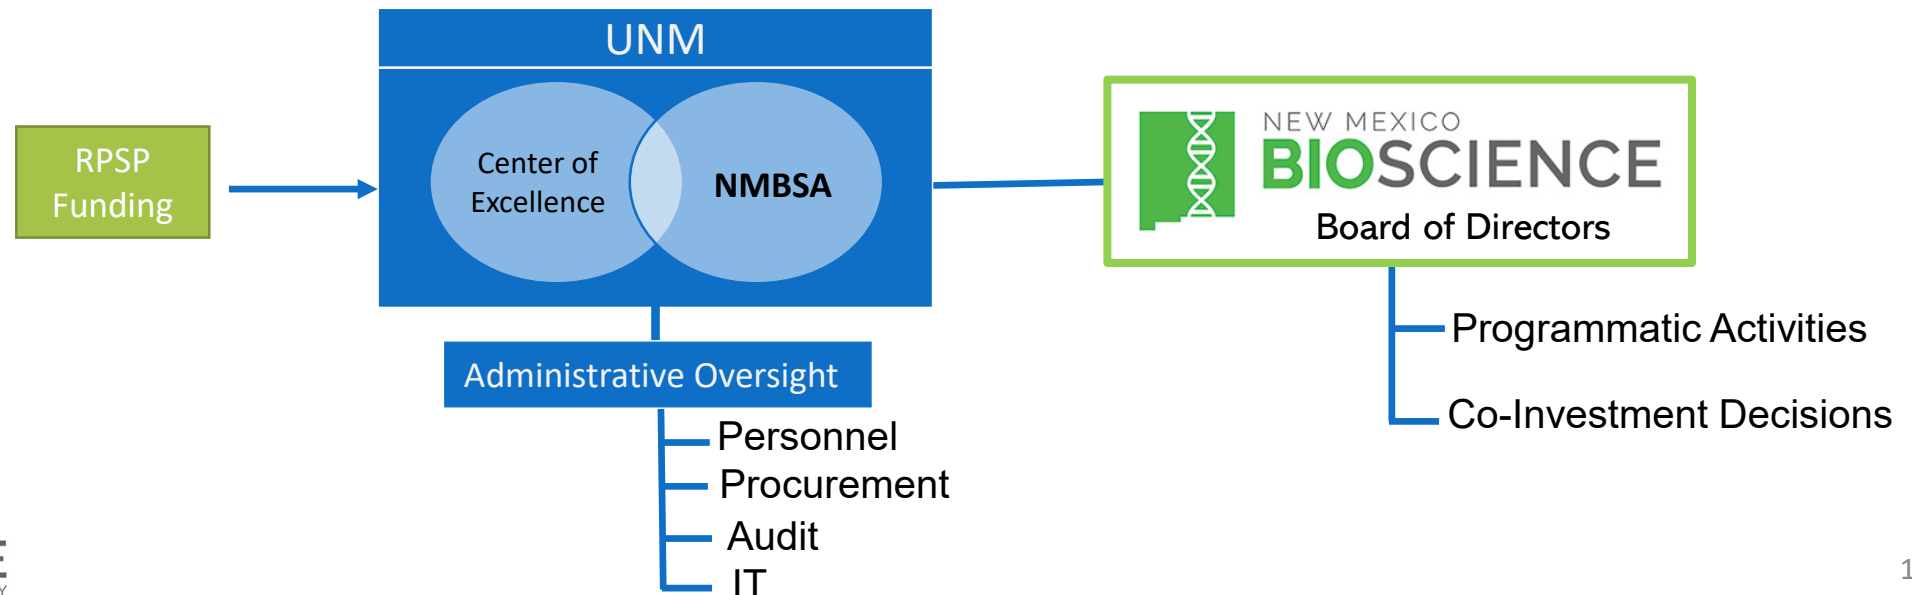 UNM
RPSP
Funding
Center of
Excellence
NMBSA
NEW MEXICO
BIOSCIENCE
Board of Directors
Administrative Oversight
Personnel
Procurement
Audit
IT
Programmatic Activities
Co-Investment Decisions
E
Y
1